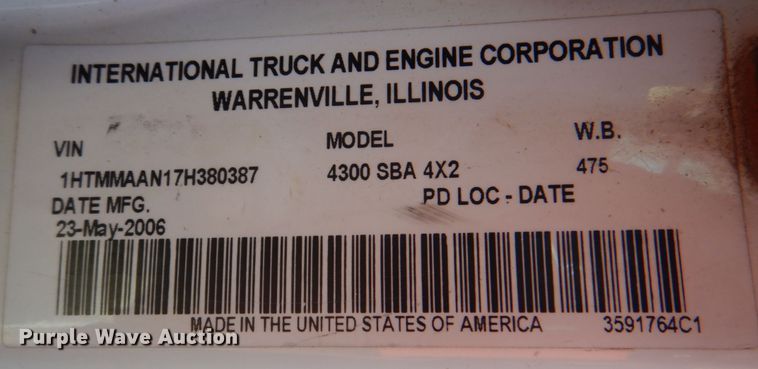 INTERNATIONAL TRUCK AND ENGINE CORPORATION
WARRENVILLE, ILLINOIS
VIN MODEL W.B.
1HTMMAAN17H380387 4300 SBA 4X2 475
DATE MFG. PD LOC - DATE
23-May-2006
MADE IN THE UNITED STATES OF AMERICA 3591764C1
Purple Wave Auction